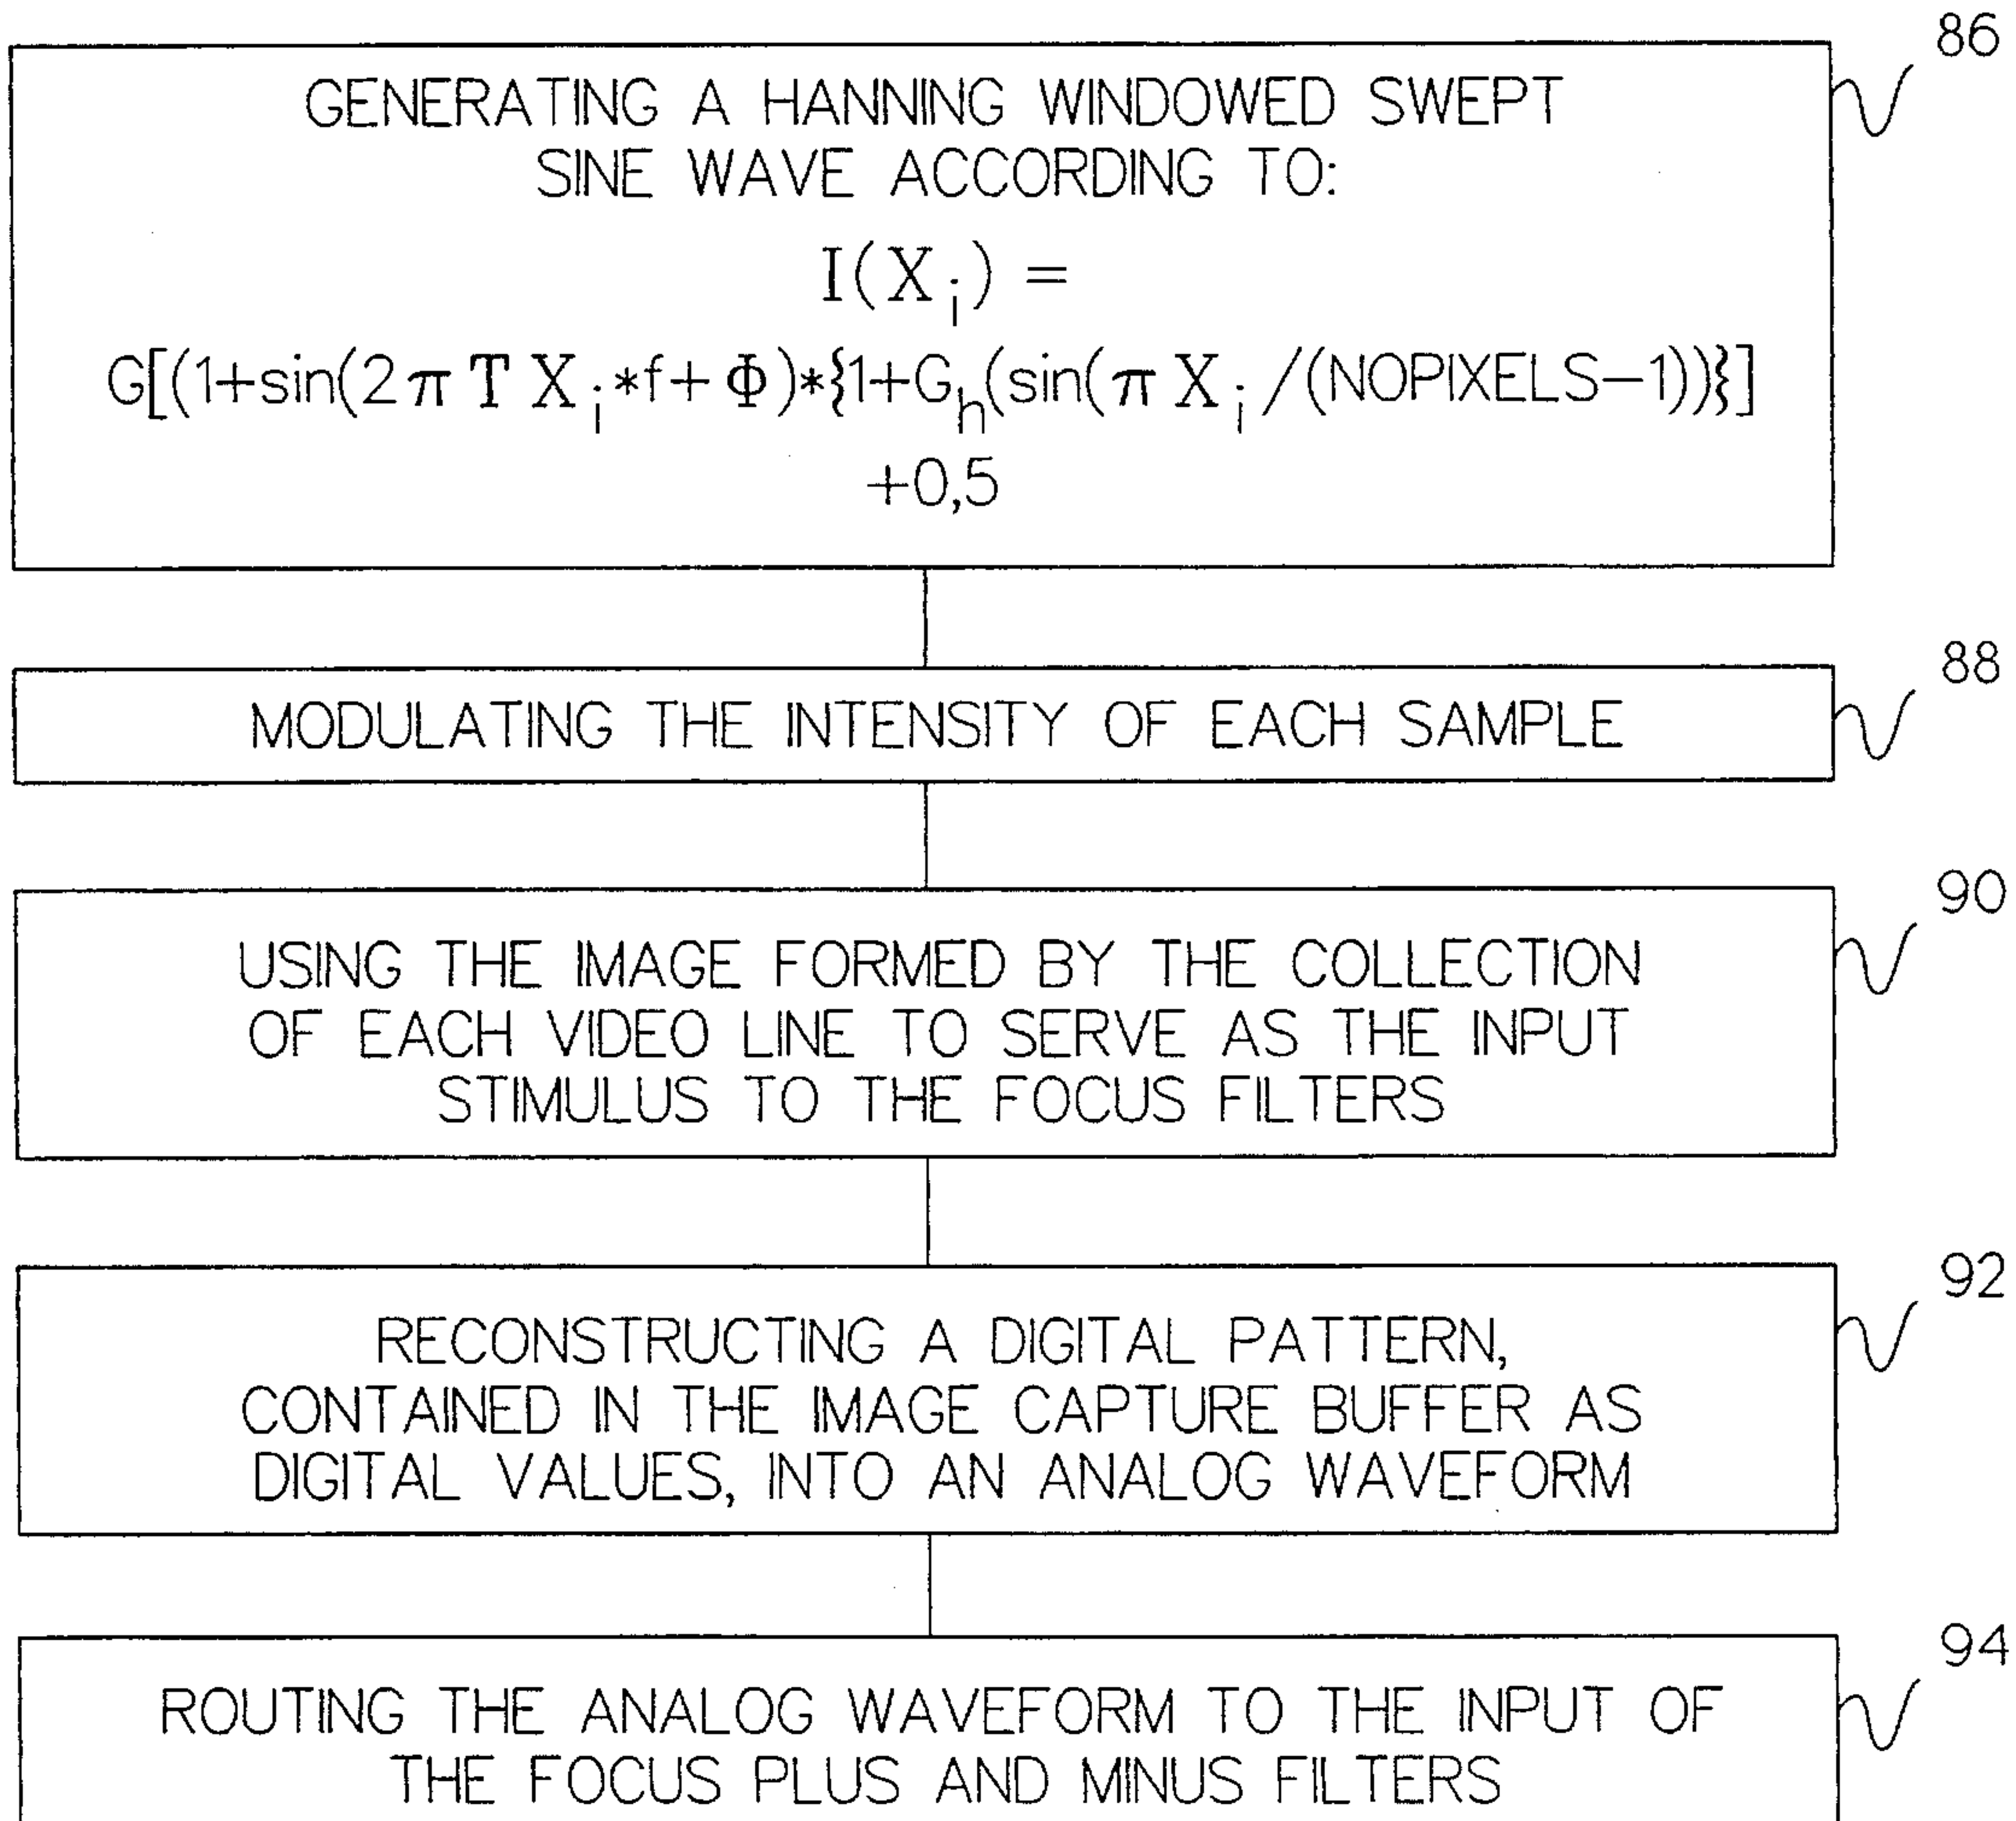 86
GENERATING A HANNING WINDOWED SWEPT
SINE WAVE ACCORDING TO:
I(X_i) =
G[(1+sin(2π T X_i*f+Φ)*{1+G_h(sin(π X_i/(NOPIXELS-1))}]
+0,5
88
MODULATING THE INTENSITY OF EACH SAMPLE
90
USING THE IMAGE FORMED BY THE COLLECTION
OF EACH VIDEO LINE TO SERVE AS THE INPUT
STIMULUS TO THE FOCUS FILTERS
92
RECONSTRUCTING A DIGITAL PATTERN,
CONTAINED IN THE IMAGE CAPTURE BUFFER AS
DIGITAL VALUES, INTO AN ANALOG WAVEFORM
94
ROUTING THE ANALOG WAVEFORM TO THE INPUT OF
THE FOCUS PLUS AND MINUS FILTERS